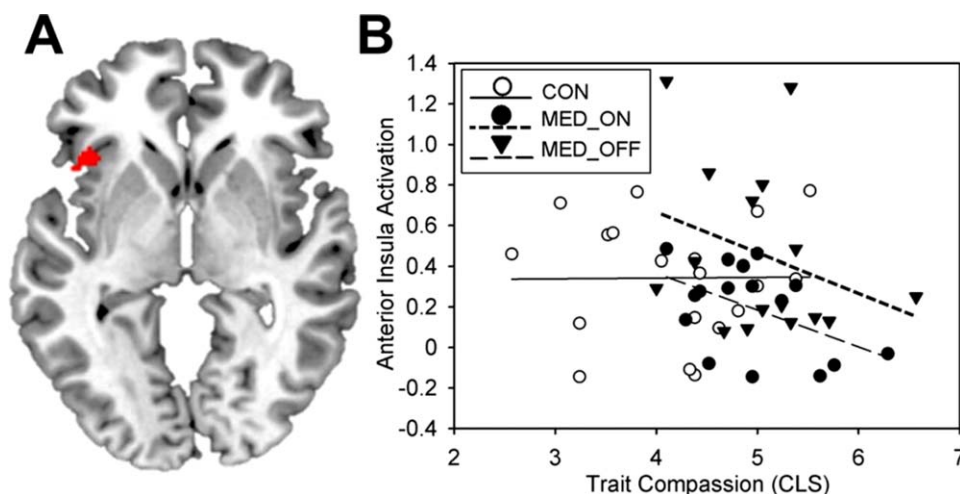 A
B
CON
MED_ON
MED_OFF
Anterior Insula Activation
1.4
1.2
1.0
0.8
0.6
0.4
0.2
0
-0.2
-0.4
2 3 4 5 6 7
Trait Compassion (CLS)